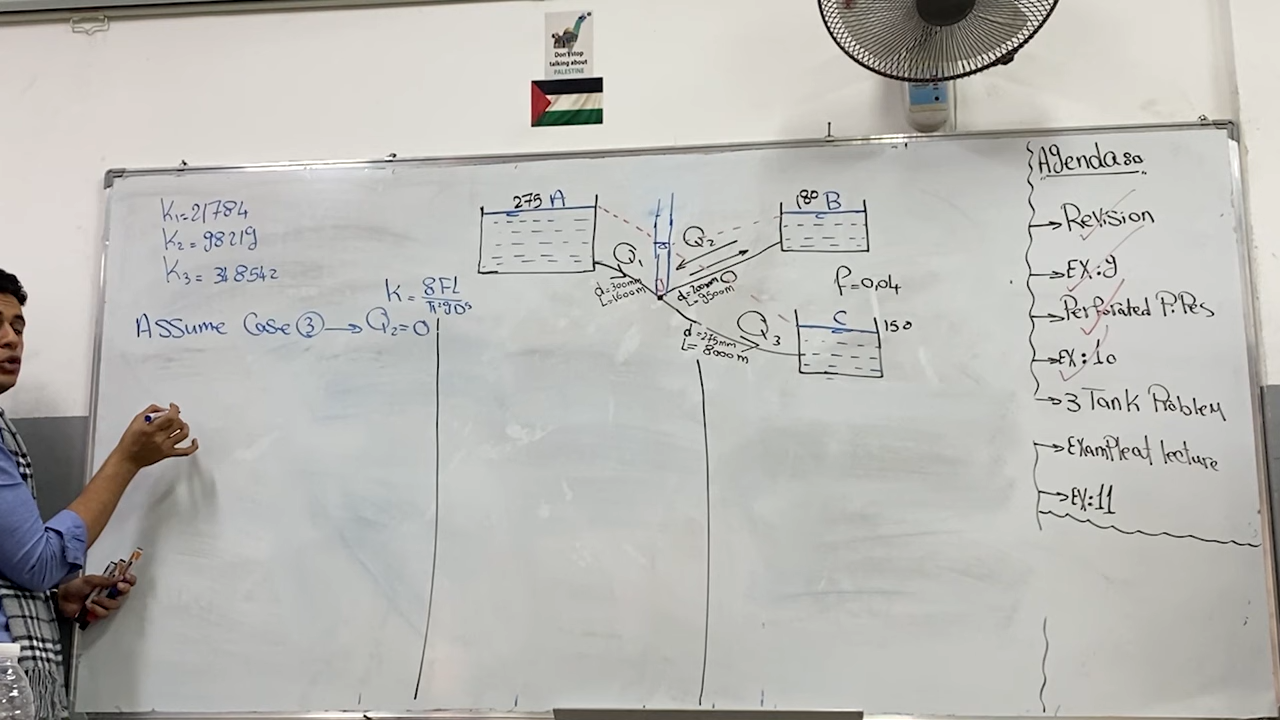 Don't stop
talking about
PALESTINE
K₁=21784
K₂=98219
K₃=348542
K=8FL/π²gD⁵
Assume Case ③→Q₂=0
275 A
180 B
Q₁
Q₂
d=300mm
L=1600m
d=200mm
f=0,04
Q₃
C
150
d=275mm
L=8000m
Agenda:
→Revision
→EX:9
→Perforated Pipes
→EX:10
→3 Tank Problem
→Example at lecture
→EX:11